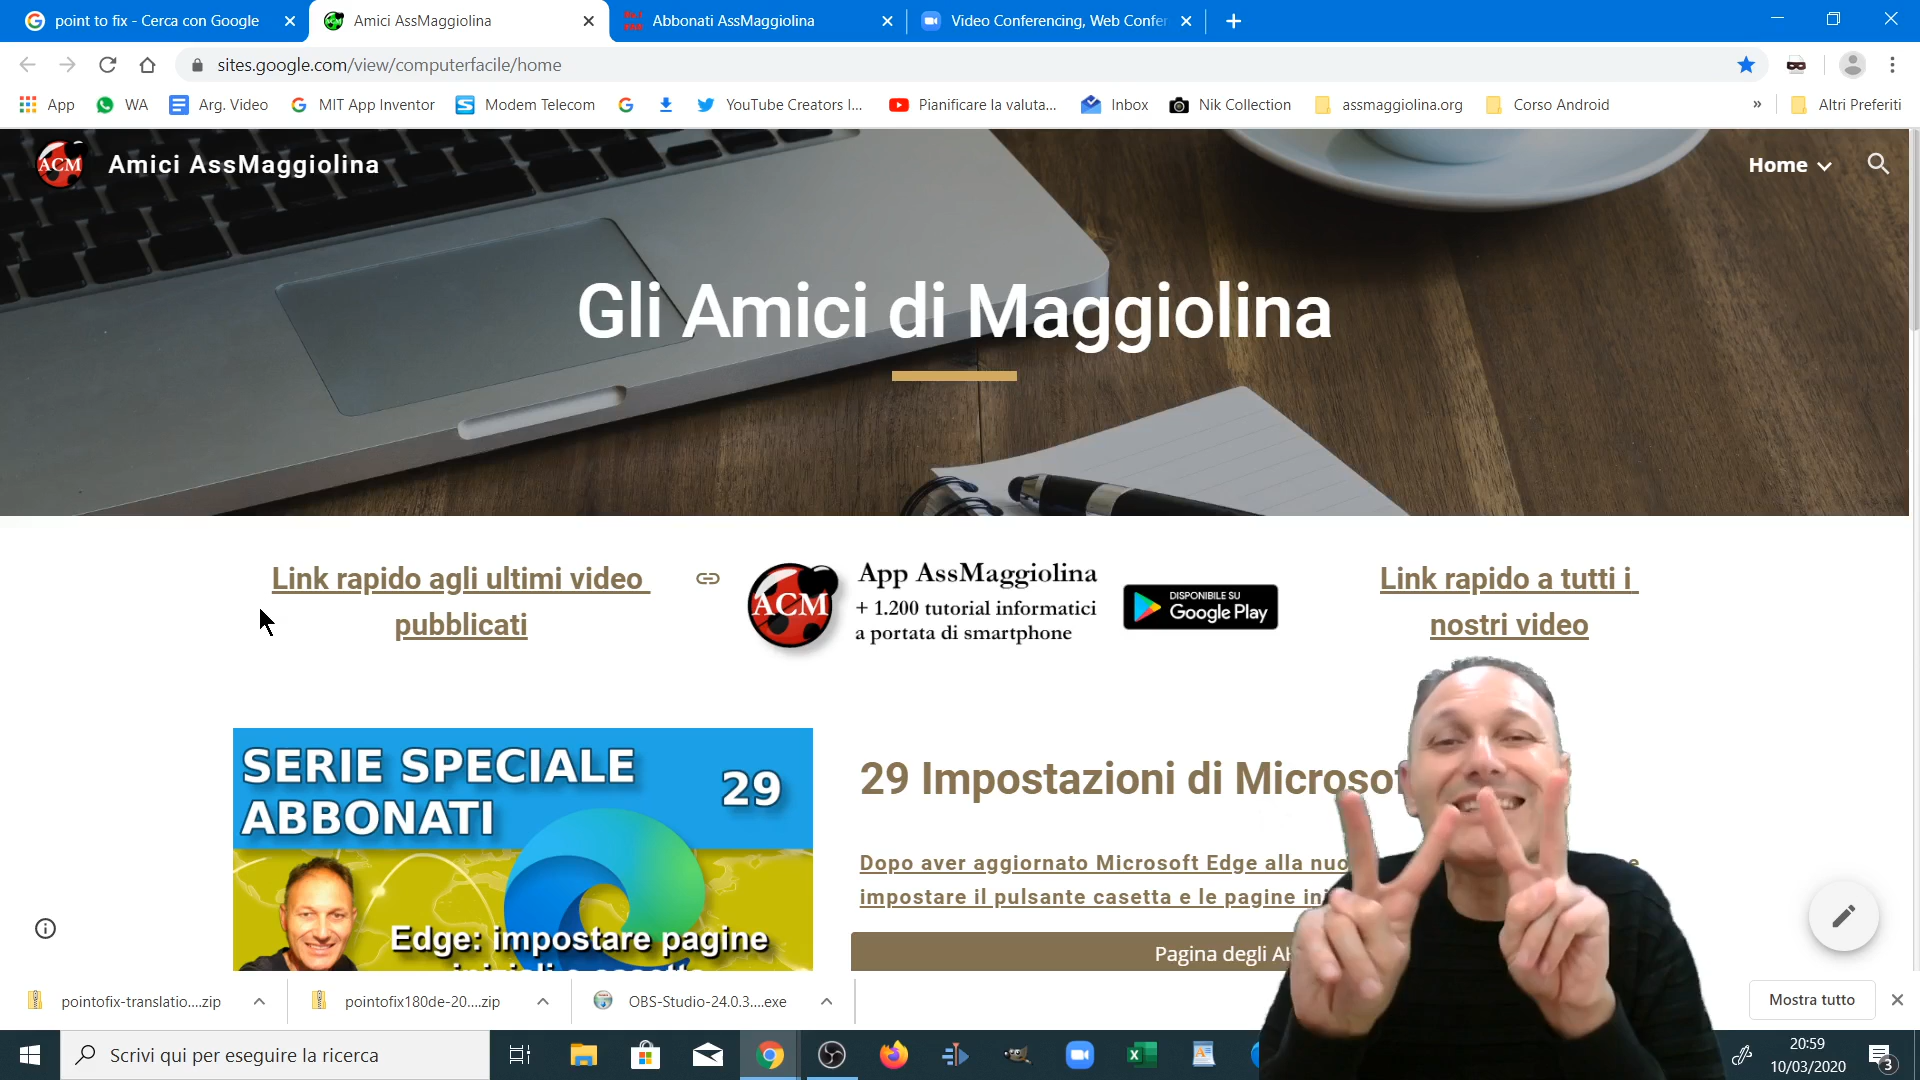 point to fix - Cerca con Google
Amici AssMaggiolina
Abbonati AssMaggiolina
Video Conferencing, Web Confer
sites.google.com/view/computerfacile/home
App
WA
Arg. Video
MIT App Inventor
Modem Telecom
YouTube Creators I...
Pianificare la valuta...
Inbox
Nik Collection
assmaggiolina.org
Corso Android
»
Altri Preferiti
ACM
Amici AssMaggiolina
Home
Gli Amici di Maggiolina
Link rapido agli ultimi video
pubblicati
ACM
App AssMaggiolina
+ 1.200 tutorial informatici
a portata di smartphone
DISPONIBILE SU
Google Play
Link rapido a tutti i
nostri video
SERIE SPECIALE
ABBONATI
29
Edge: impostare pagine
iniziali e casetta
29 Impostazioni di Microsof
Dopo aver aggiornato Microsoft Edge alla nuo
e
impostare il pulsante casetta e le pagine ini
Pagina degli
pointofix-translatio....zip
pointofix180de-20....zip
OBS-Studio-24.0.3....exe
Mostra tutto
Scrivi qui per eseguire la ricerca
20:59
10/03/2020
3